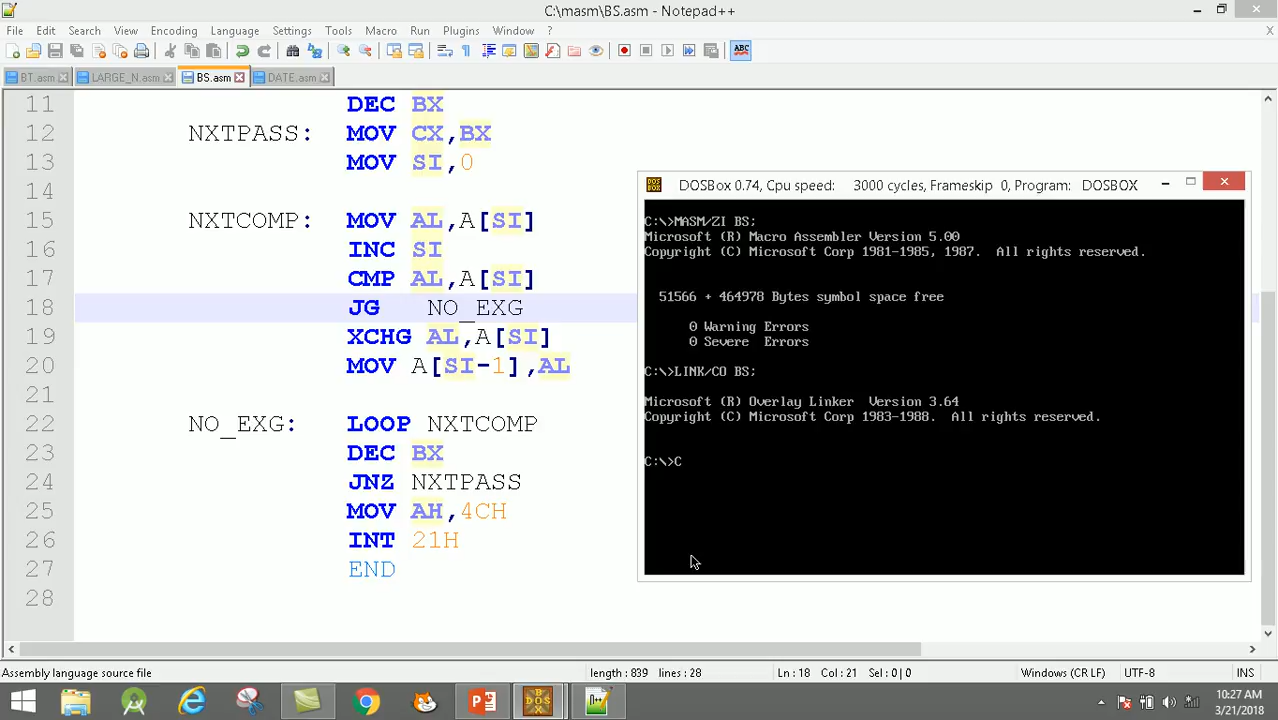 C:\masm\BS.asm - Notepad++
File Edit Search View Encoding Language Settings Tools Macro Run Plugins Window ? X
ABC
BT.asm LARGE_N.asm BS.asm DATE.asm
11 DEC BX
12 NXTPASS: MOV CX,BX
13 MOV SI,0
14
15 NXTCOMP: MOV AL,A[SI]
16 INC SI
17 CMP AL,A[SI]
18 JG NO_EXG
19 XCHG AL,A[SI]
20 MOV A[SI-1],AL
21
22 NO_EXG: LOOP NXTCOMP
23 DEC BX
24 JNZ NXTPASS
25 MOV AH,4CH
26 INT 21H
27 END
28
DOSBox 0.74, Cpu speed: 3000 cycles, Frameskip 0, Program: DOSBOX
C:\>MASM/ZI BS;
Microsoft (R) Macro Assembler Version 5.00
Copyright (C) Microsoft Corp 1981-1985, 1987. All rights reserved.
51566 + 464978 Bytes symbol space free
0 Warning Errors
0 Severe Errors
C:\>LINK/CO BS;
Microsoft (R) Overlay Linker Version 3.64
Copyright (C) Microsoft Corp 1983-1988. All rights reserved.
C:\>C
Assembly language source file length : 839 lines : 28 Ln : 18 Col : 21 Sel : 0 | 0 Windows (CR LF) UTF-8 INS
10:27 AM
3/21/2018